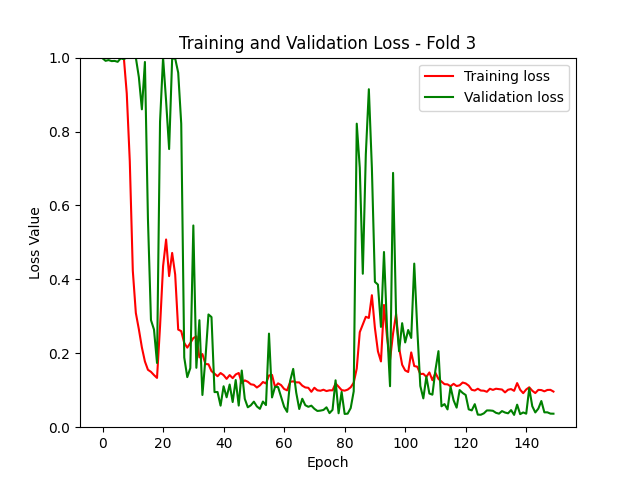 Training and Validation Loss - Fold 3
Training loss
Validation loss
Loss Value
1.0
0.8
0.6
0.4
0.2
0.0
0 20 40 60 80 100 120 140
Epoch